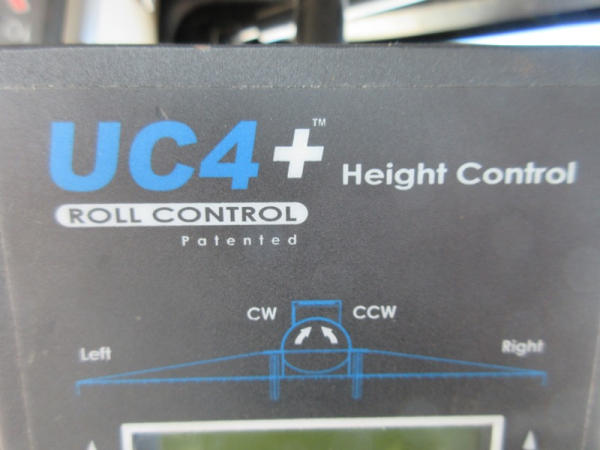 UC4+™ Height Control
ROLL CONTROL
Patented
CW CCW
Left Right